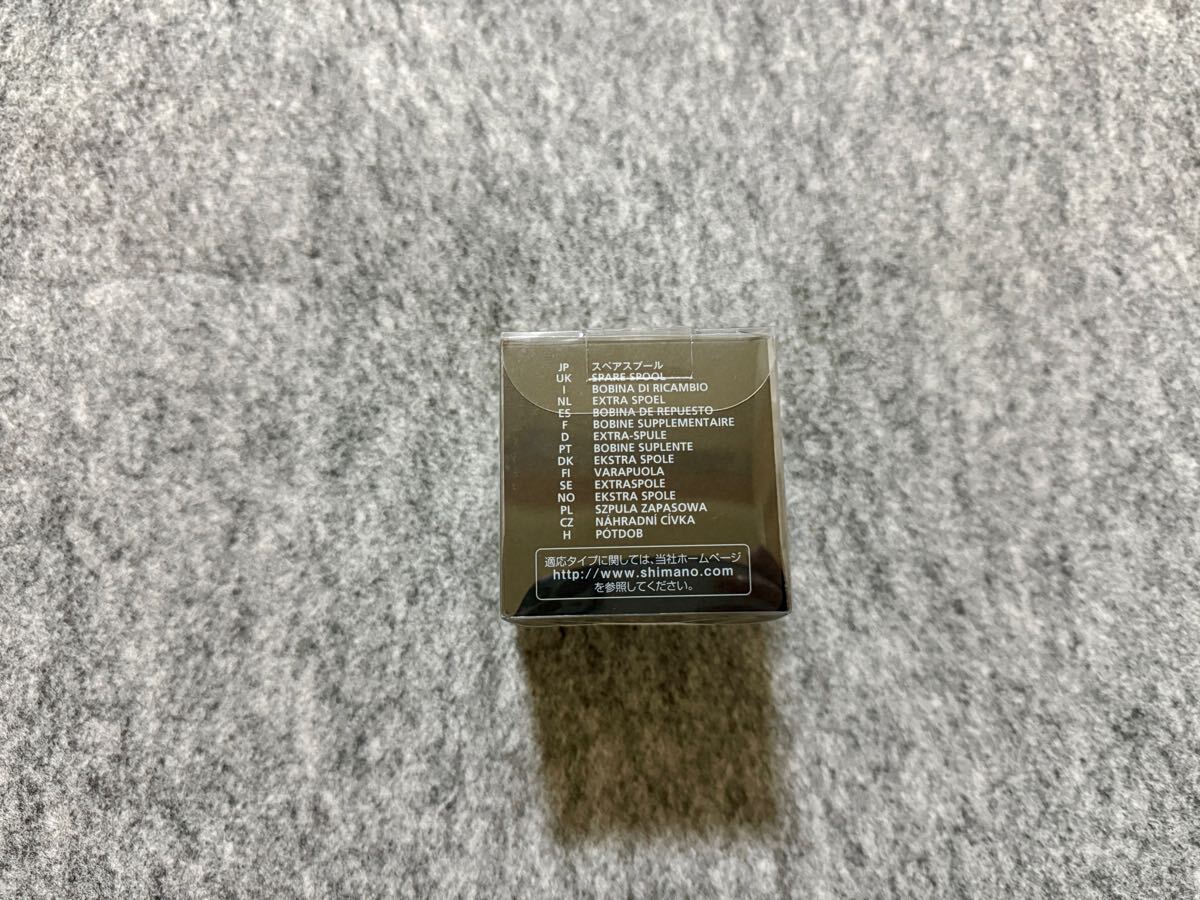 JP スペアスプール
UK SPARE SPOOL
I BOBINA DI RICAMBIO
NL EXTRA SPOEL
ES BOBINA DE REPUESTO
F BOBINE SUPPLEMENTAIRE
D EXTRA-SPULE
PT BOBINE SUPLENTE
DK EKSTRA SPOLE
FI VARAPUOLA
SE EXTRASPOLE
NO EKSTRA SPOLE
PL SZPULA ZAPASOWA
CZ NÁHRADNÍ CÍVKA
H PÓTDOB
適応タイプに関しては、当社ホームページ
http://www.shimano.com
を参照してください。